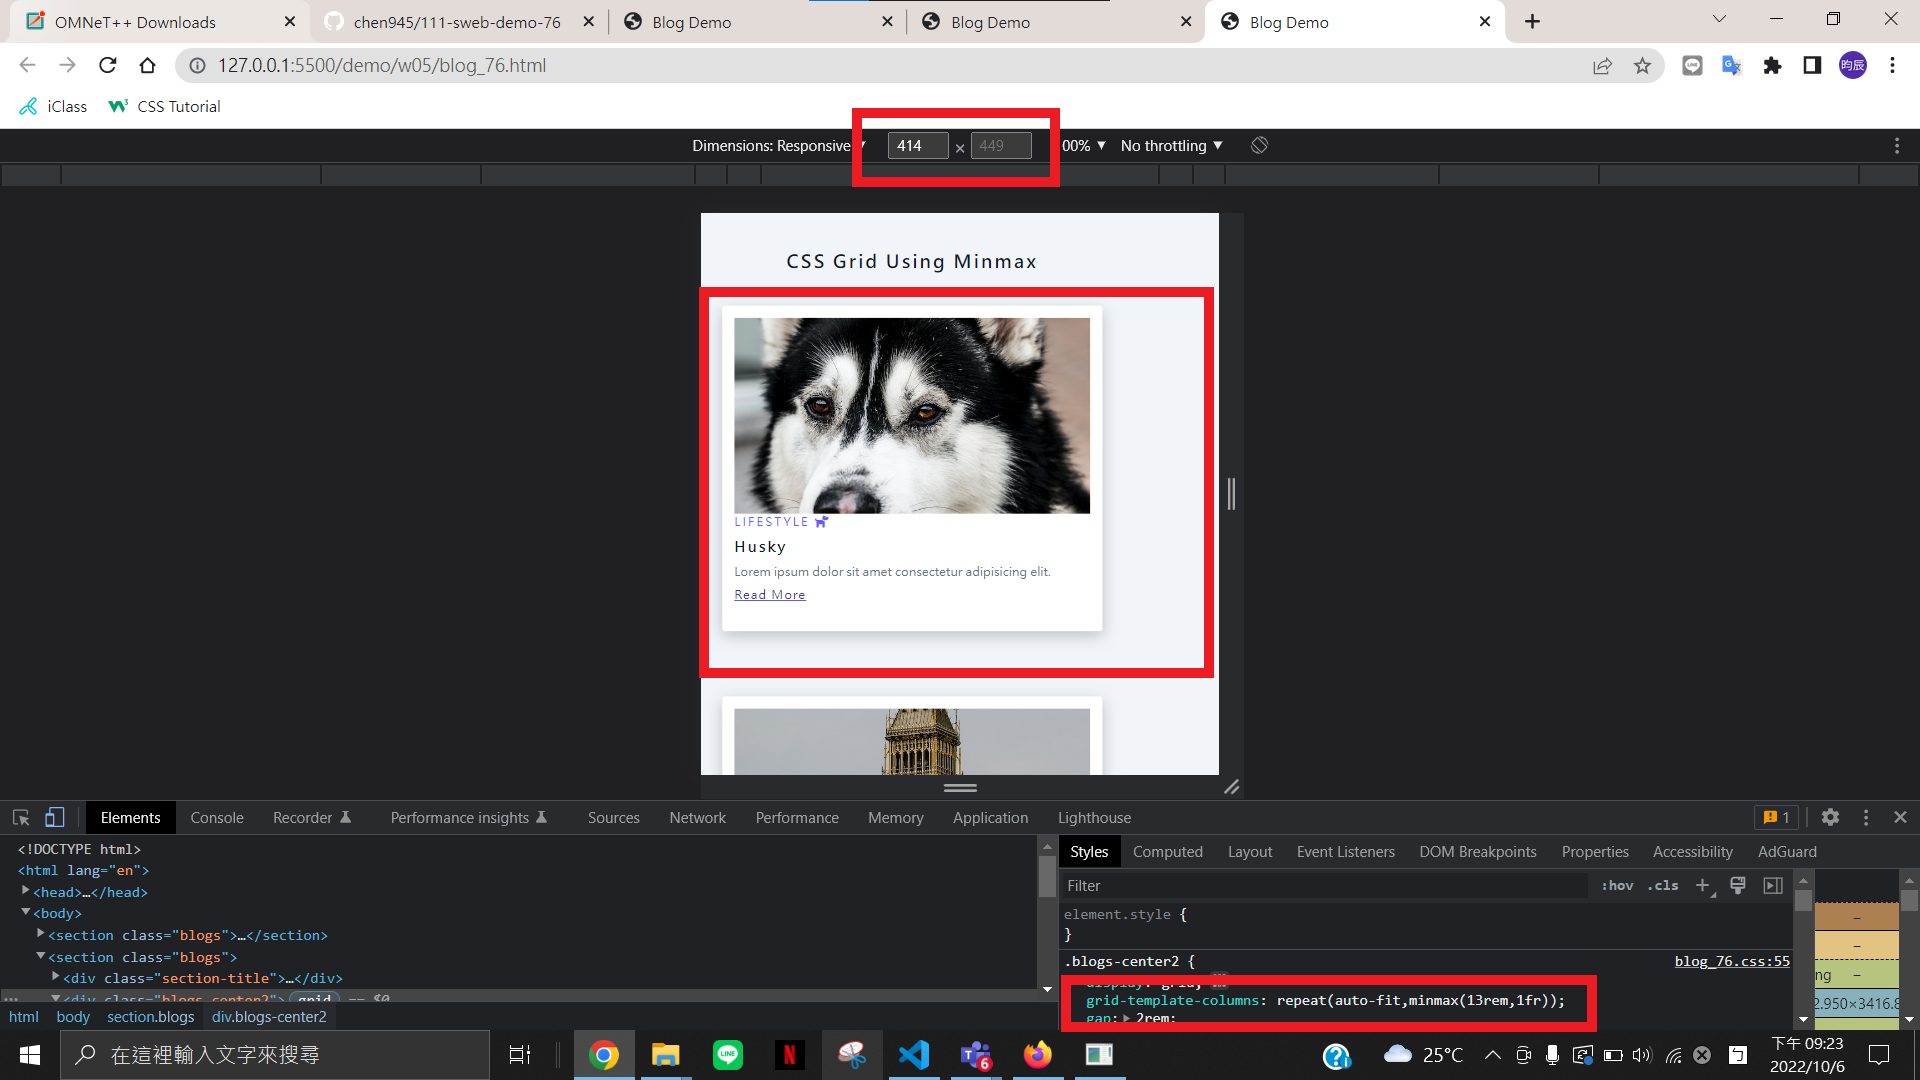 OMNeT++ Downloads
chen945/111-sweb-demo-76
Blog Demo
Blog Demo
Blog Demo
127.0.0.1:5500/demo/w05/blog_76.html
昀辰
iClass
CSS Tutorial
Dimensions: Responsive
414 × 449
00%
No throttling
CSS Grid Using Minmax
LIFESTYLE
Husky
Lorem ipsum dolor sit amet consectetur adipisicing elit.
Read More
Elements Console Recorder Performance insights Sources Network Performance Memory Application Lighthouse
1
<!DOCTYPE html>
<html lang="en">
<head>…</head>
<body>
<section class="blogs">…</section>
<section class="blogs">
<div class="section-title">…</div>
<div class="blogs-center2"> grid == $0
html body section.blogs div.blogs-center2
Styles Computed Layout Event Listeners DOM Breakpoints Properties Accessibility AdGuard
Filter
:hov .cls
element.style {
}
.blogs-center2 {
blog_76.css:55
display: grid;
grid-template-columns: repeat(auto-fit,minmax(13rem,1fr));
gap: 2rem;
–
–
ng –
2.950×3416.8
在這裡輸入文字來搜尋
6
25°C
下午 09:23
2022/10/6